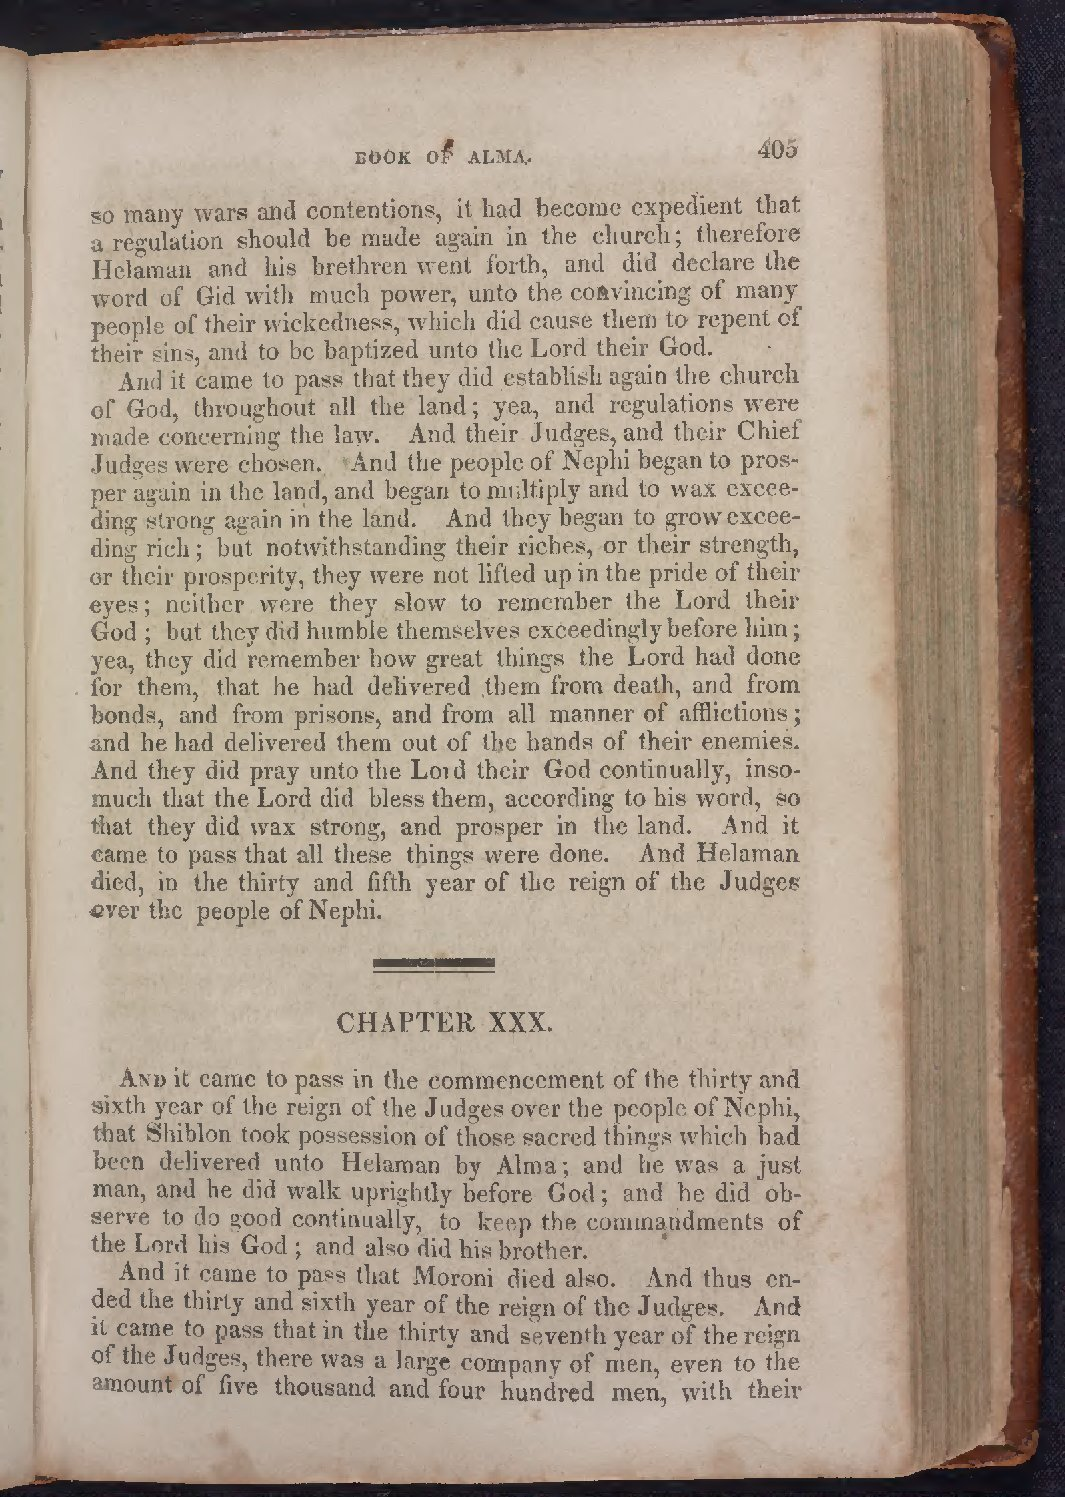 BOOK OF ALMA.
405
so many wars and contentions, it had become expedient that
a regulation should be made again in the church; therefore
Helaman and his brethren went forth, and did declare the
word of Gid with much power, unto the convincing of many
people of their wickedness, which did cause them to repent of
their sins, and to be baptized unto the Lord their God.
And it came to pass that they did establish again the church
of God, throughout all the land; yea, and regulations were
made concerning the law. And their Judges, and their Chief
Judges were chosen. And the people of Nephi began to pros-
per again in the land, and began to multiply and to wax excee-
ding strong again in the land. And they began to grow excee-
ding rich; but notwithstanding their riches, or their strength,
or their prosperity, they were not lifted up in the pride of their
eyes; neither were they slow to remember the Lord their
God; but they did humble themselves exceedingly before him;
yea, they did remember how great things the Lord had done
for them, that he had delivered them from death, and from
bonds, and from prisons, and from all manner of afflictions;
and he had delivered them out of the hands of their enemies.
And they did pray unto the Lord their God continually, inso-
much that the Lord did bless them, according to his word, so
that they did wax strong, and prosper in the land. And it
came to pass that all these things were done. And Helaman
died, in the thirty and fifth year of the reign of the Judges
over the people of Nephi.
CHAPTER XXX.
AND it came to pass in the commencement of the thirty and
sixth year of the reign of the Judges over the people of Nephi,
that Shiblon took possession of those sacred things which had
been delivered unto Helaman by Alma; and he was a just
man, and he did walk uprightly before God; and he did ob-
serve to do good continually, to keep the commandments of
the Lord his God; and also did his brother.
And it came to pass that Moroni died also. And thus en-
ded the thirty and sixth year of the reign of the Judges. And
it came to pass that in the thirty and seventh year of the reign
of the Judges, there was a large company of men, even to the
amount of five thousand and four hundred men, with their